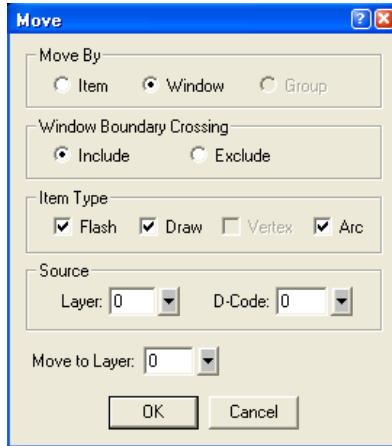 Move
Move By
Item Window Group
Window Boundary Crossing
Include Exclude
Item Type
Flash Draw Vertex Arc
Source
Layer: 0 D-Code: 0
Move to Layer: 0
OK Cancel